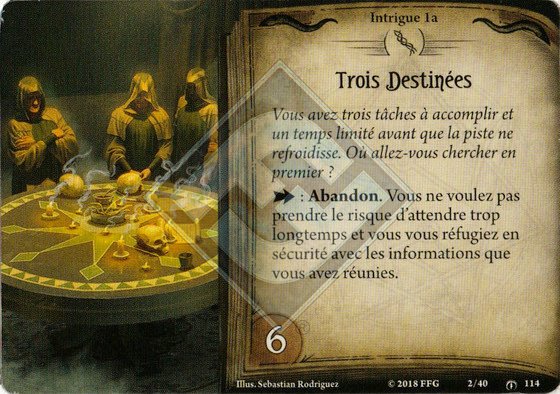 Intrigue 1a
Trois Destinées
Vous avez trois tâches à accomplir et
un temps limité avant que la piste ne
refroidisse. Où allez-vous chercher en
premier ?
: Abandon. Vous ne voulez pas
prendre le risque d'attendre trop
longtemps et vous vous réfugiez en
sécurité avec les informations que
vous avez réunies.
6
Illus. Sebastian Rodriguez © 2018 FFG 2/40 114